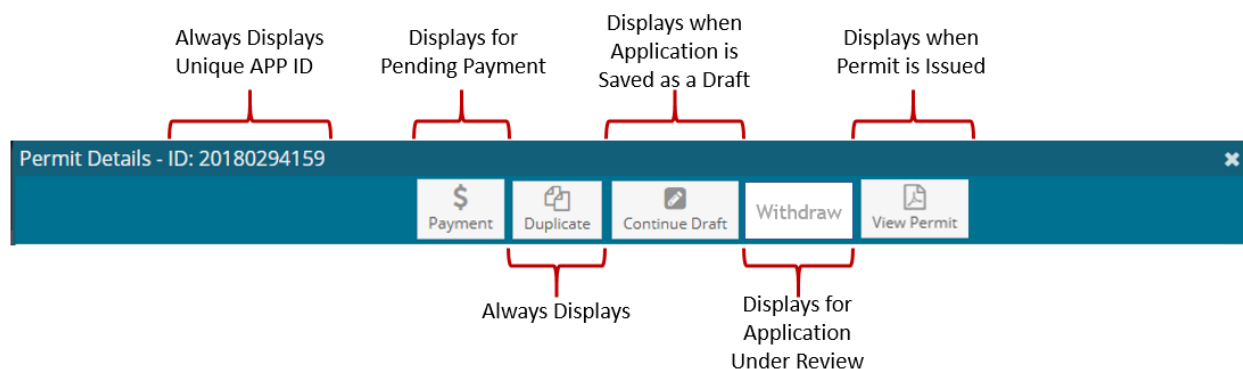 Always Displays
Unique APP ID
Displays for
Pending Payment
Displays when
Application is
Saved as a Draft
Displays when
Permit is Issued
Permit Details - ID: 20180294159
Payment
Duplicate
Continue Draft
Withdraw
View Permit
Always Displays
Displays for
Application
Under Review